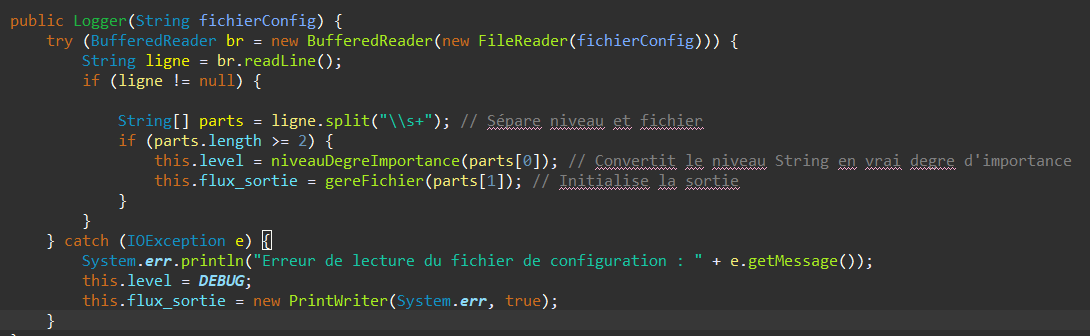 public Logger(String fichierConfig) {
    try (BufferedReader br = new BufferedReader(new FileReader(fichierConfig))) {
        String ligne = br.readLine();
        if (ligne != null) {

            String[] parts = ligne.split("\\s+"); // Sépare niveau et fichier
            if (parts.length >= 2) {
                this.level = niveauDegreImportance(parts[0]); // Convertit le niveau String en vrai degre d'importance
                this.flux_sortie = gereFichier(parts[1]); // Initialise la sortie
            }
        }
    } catch (IOException e) {
        System.err.println("Erreur de lecture du fichier de configuration : " + e.getMessage());
        this.level = DEBUG;
        this.flux_sortie = new PrintWriter(System.err, true);
    }